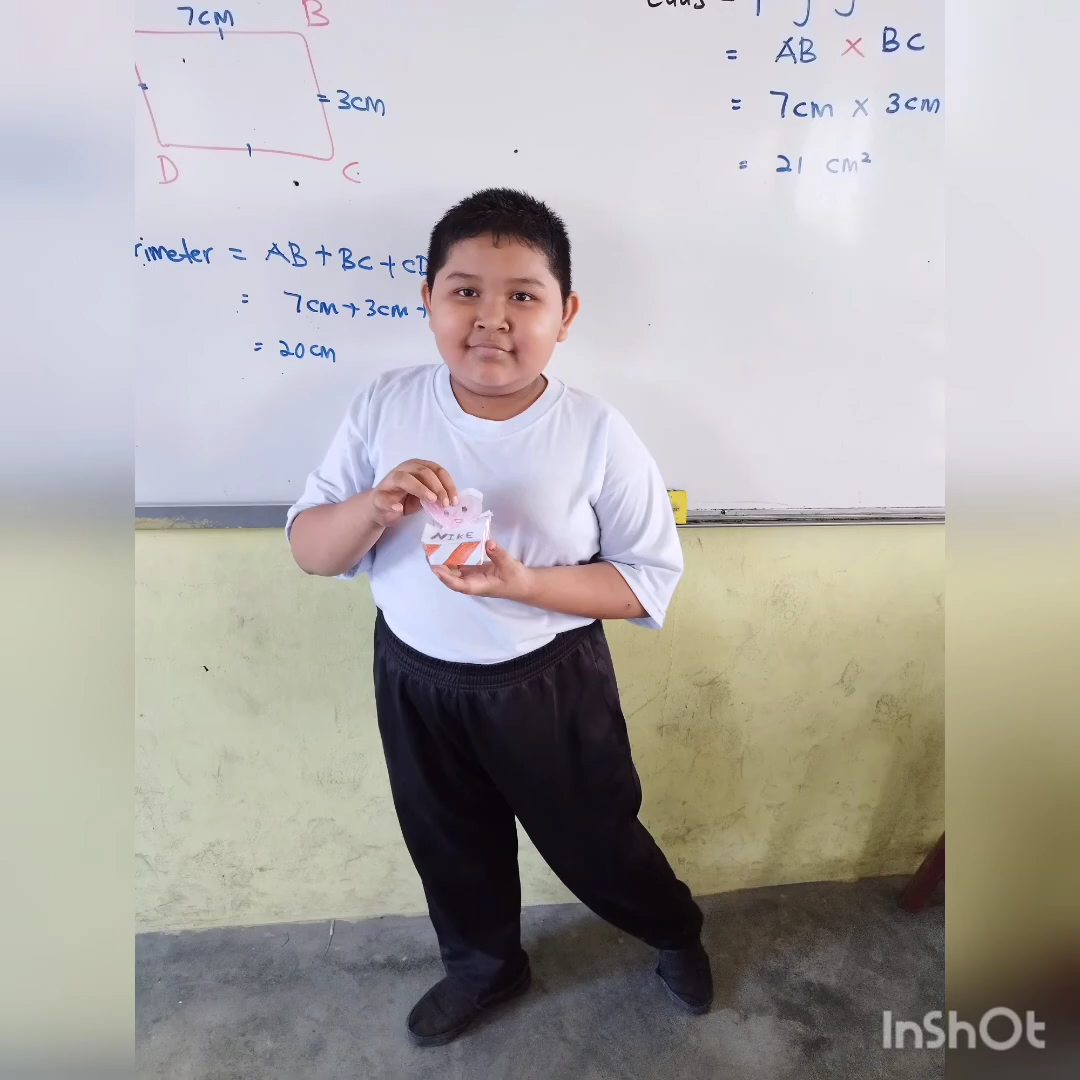 7cm B
= 3cm
D C
rimeter = AB + BC + CD
= 7cm + 3cm +
= 20cm
= AB × BC
= 7cm × 3cm
= 21 cm²
NIKE
InShOt